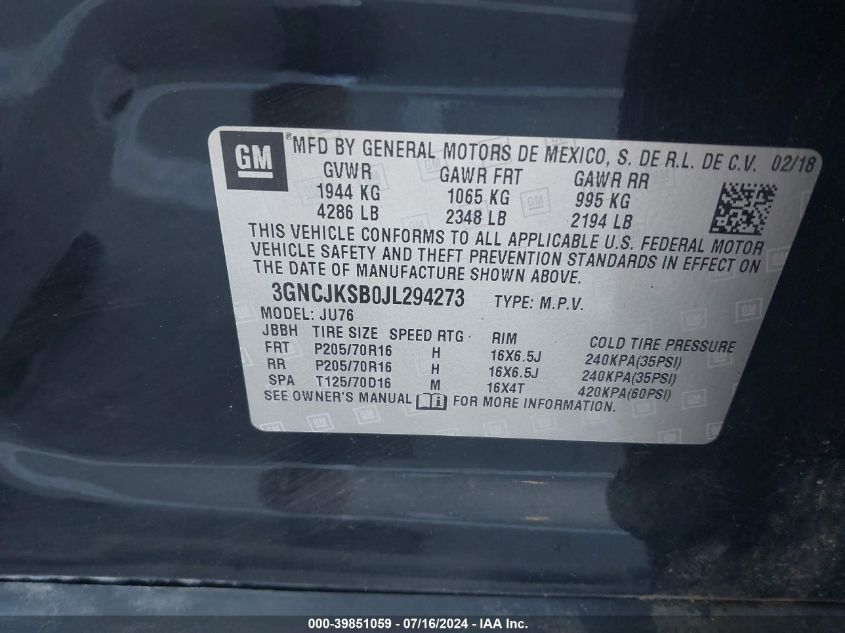 GM
®MFD BY GENERAL MOTORS DE MEXICO, S. DE R.L. DE C.V. 02/18
GVWR GAWR FRT GAWR RR
1944 KG 1065 KG 995 KG
4286 LB 2348 LB 2194 LB
THIS VEHICLE CONFORMS TO ALL APPLICABLE U.S. FEDERAL MOTOR
VEHICLE SAFETY AND THEFT PREVENTION STANDARDS IN EFFECT ON
THE DATE OF MANUFACTURE SHOWN ABOVE.
3GNCJKSB0JL294273 TYPE: M.P.V.
MODEL: JU76
JBBH TIRE SIZE SPEED RTG RIM COLD TIRE PRESSURE
FRT P205/70R16 H 16X6.5J 240KPA(35PSI)
RR P205/70R16 H 16X6.5J 240KPA(35PSI)
SPA T125/70D16 M 16X4T 420KPA(60PSI)
SEE OWNER'S MANUAL FOR MORE INFORMATION.
000-39851059 - 07/16/2024 - IAAI.com